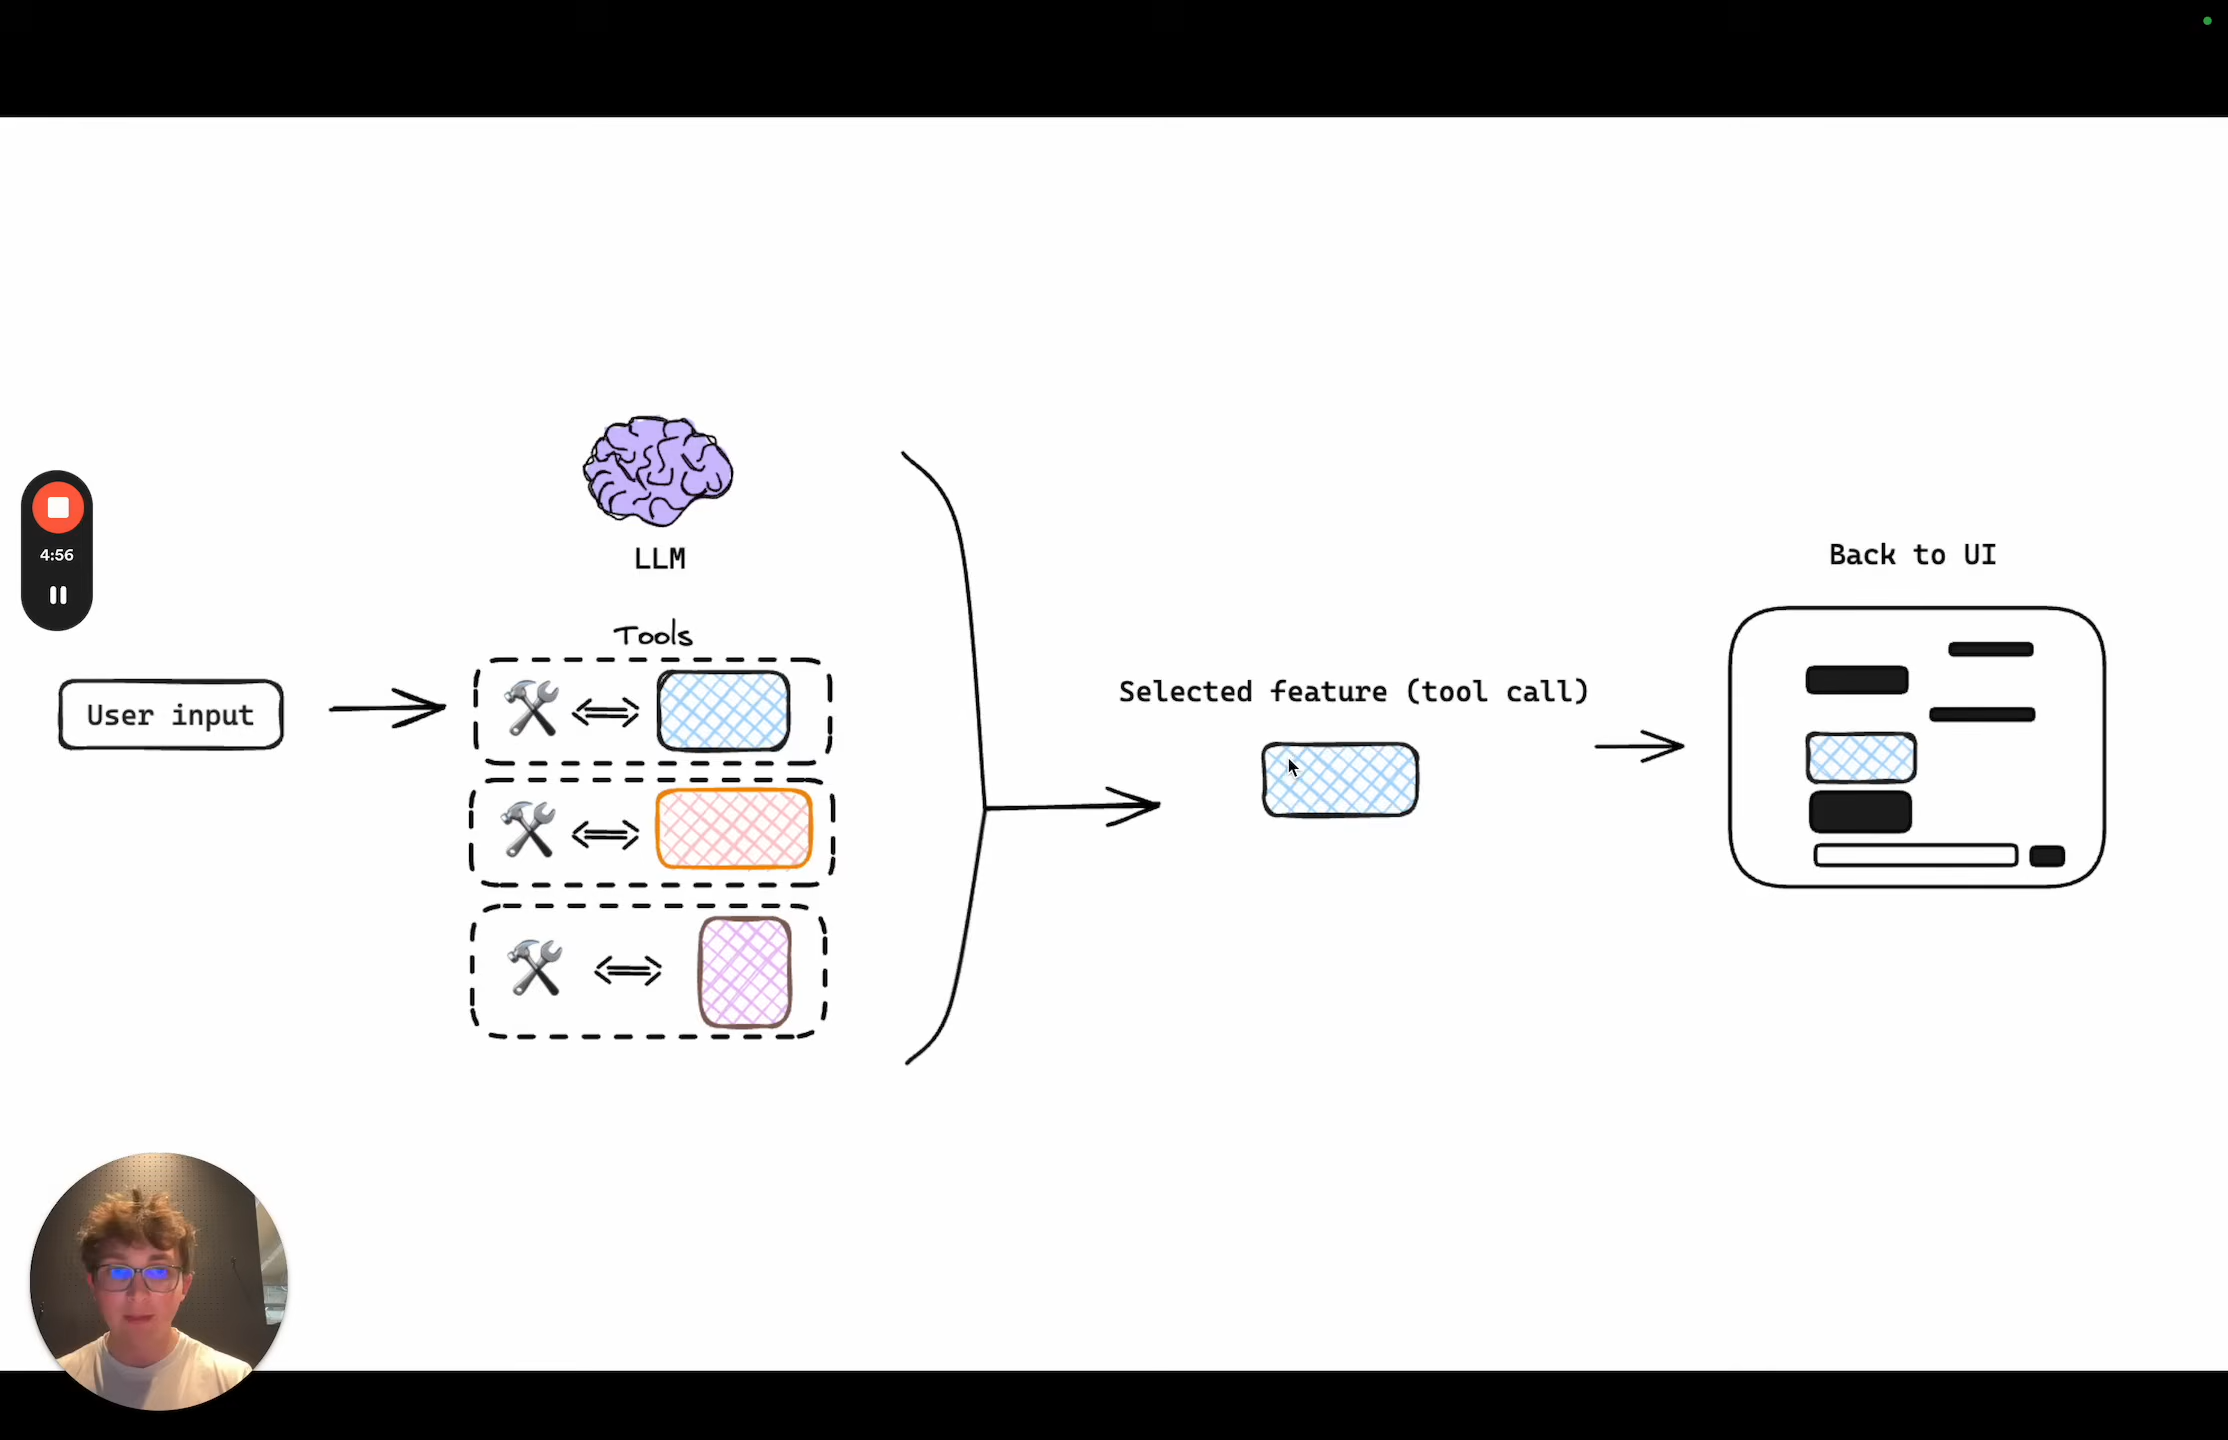 4:56
User input
LLM
Tools
Selected feature (tool call)
Back to UI